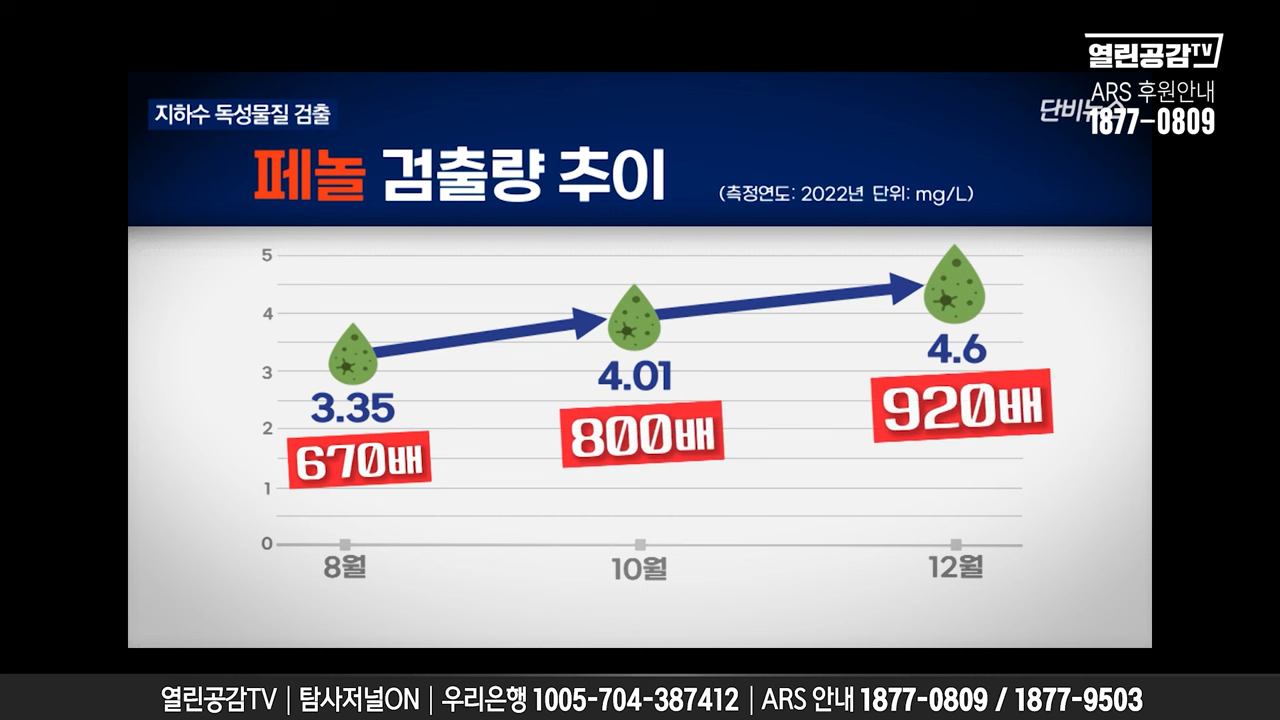 열린공감TV
ARS 후원안내
1877-0809
지하수 독성물질 검출
단비뉴스
페놀 검출량 추이
(측정연도: 2022년 단위: mg/L)
5
4
3
2
1
0
3.35
670배
4.01
800배
4.6
920배
8월
10월
12월
열린공감TV | 탐사저널ON | 우리은행 1005-704-387412 | ARS 안내 1877-0809 / 1877-9503